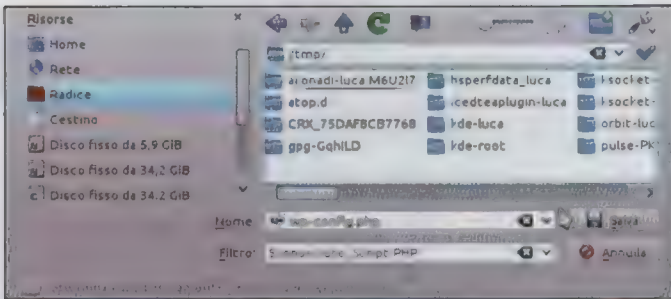 Risorse
Home
Rete
Radice
Cestino
Disco fisso da 5,9 GiB
Disco fisso da 34,2 GiB
Disco fisso da 34,2 GiB
/tmp/
akonadi-luca.M6U2I7
atop.d
CRX_75DAF8CB7768
gpg-GqhILD
hsperfdata_luca
icedteaplugin-luca
kde-luca
kde-root
ksocket-
ksocket-
orbit-luc
pulse-PK
Nome: wp-config.php
Salva
Filtro: Script PHP
Annulla